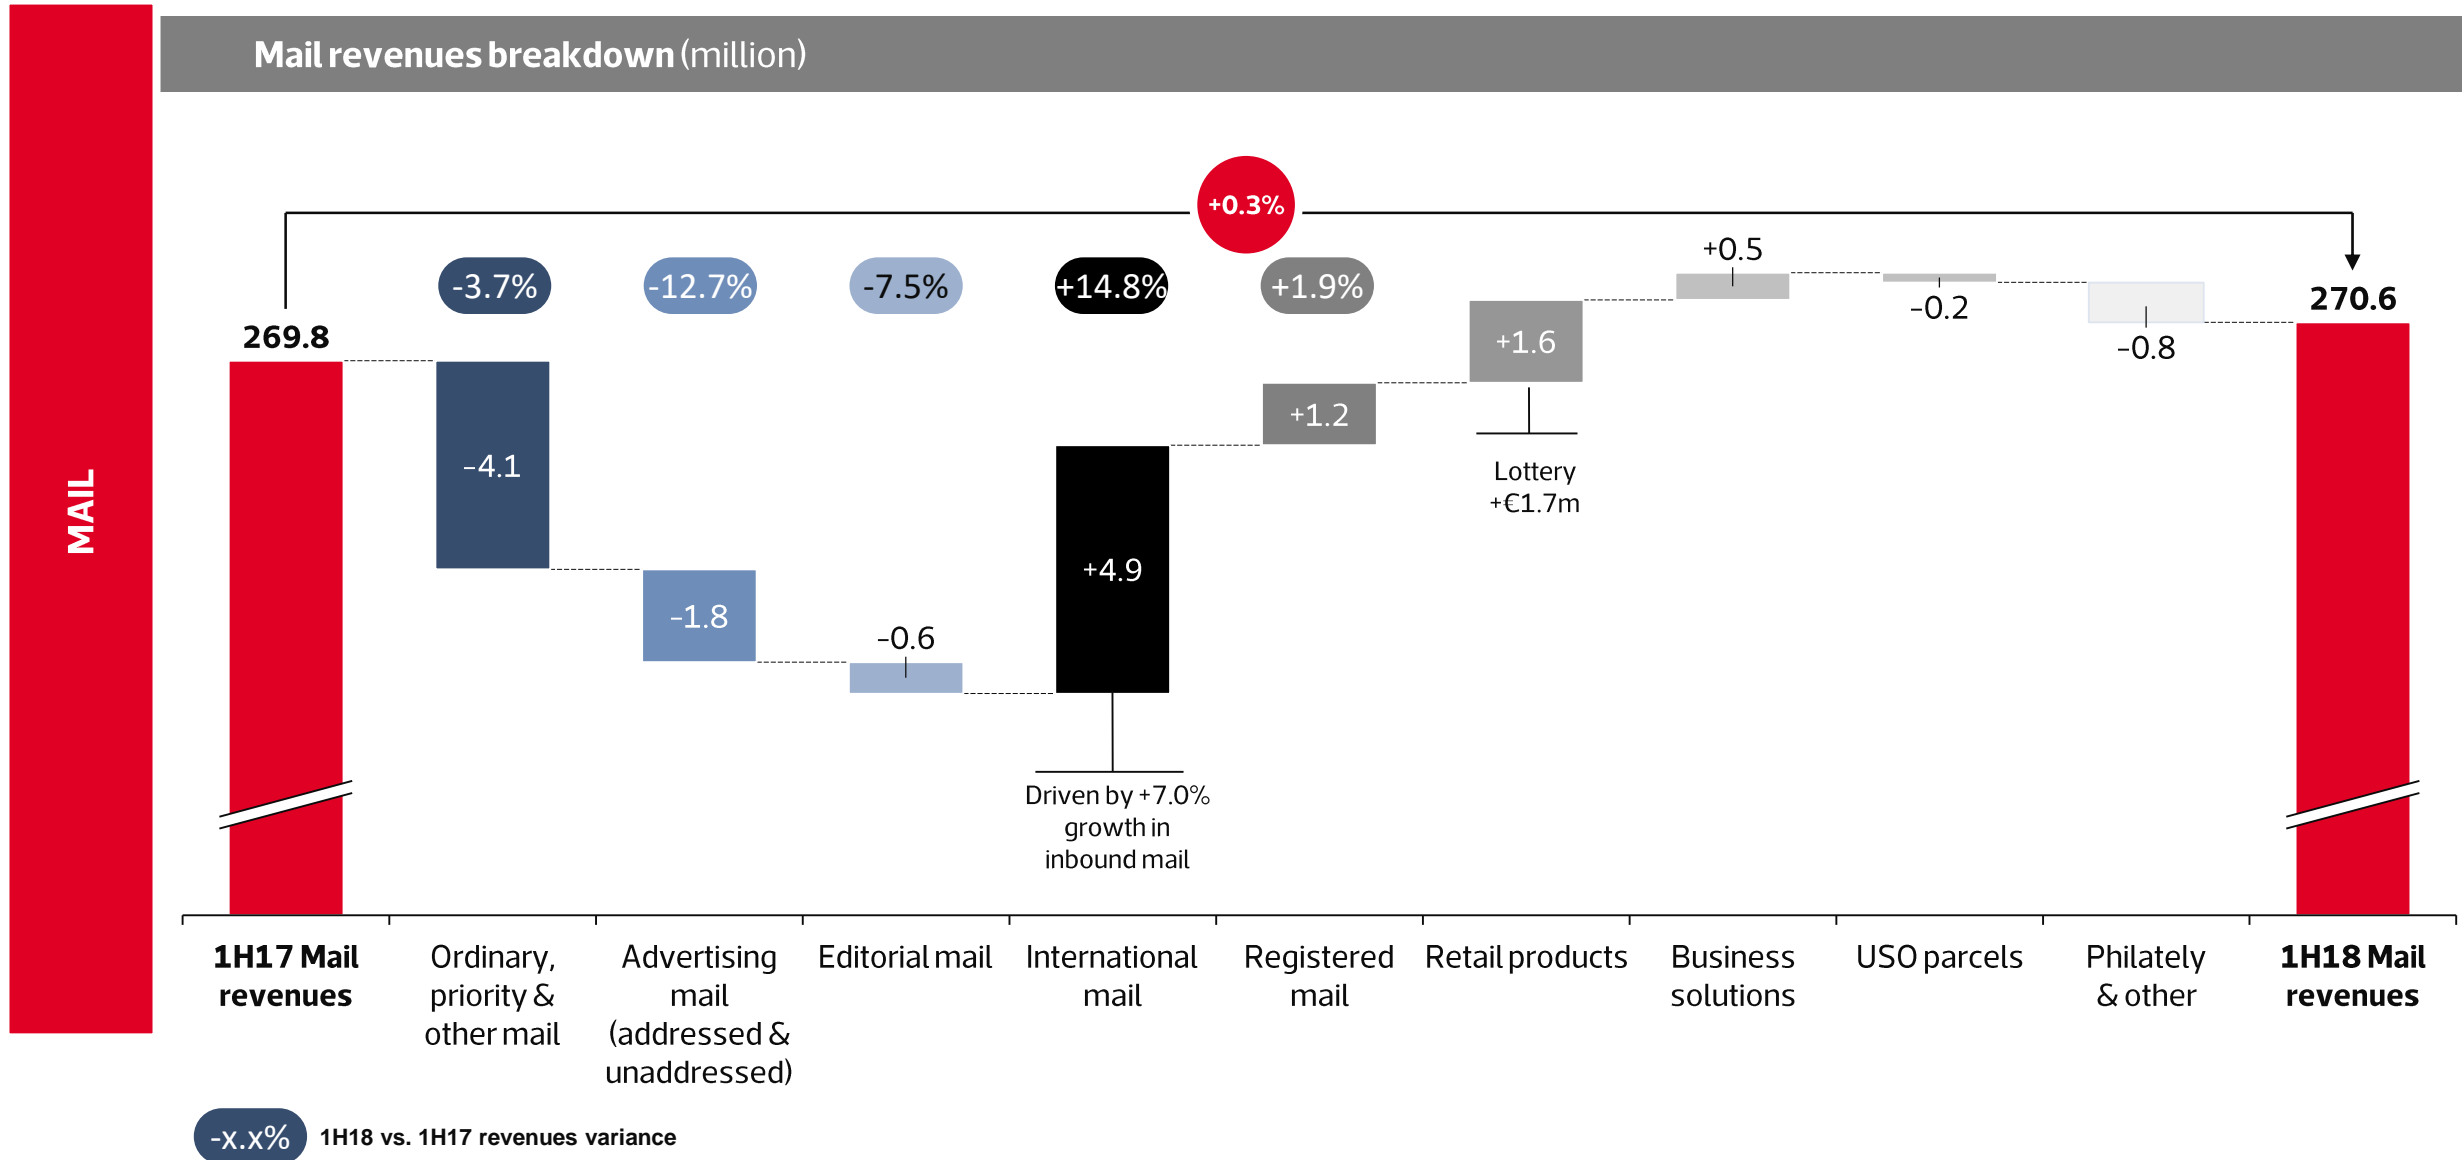 Mail revenues breakdown (million)
MAIL
+0.3%
-3.7%
-12.7%
-7.5%
+14.8%
+1.9%
269.8
-4.1
-1.8
-0.6
+4.9
+1.2
+1.6
+0.5
-0.2
-0.8
270.6
Driven by +7.0%
growth in
inbound mail
Lottery
+€1.7m
1H17 Mail
revenues
Ordinary,
priority &
other mail
Advertising
mail
(addressed &
unaddressed)
Editorial mail
International
mail
Registered
mail
Retail products
Business
solutions
USO parcels
Philately
& other
1H18 Mail
revenues
-x.x%
1H18 vs. 1H17 revenues variance